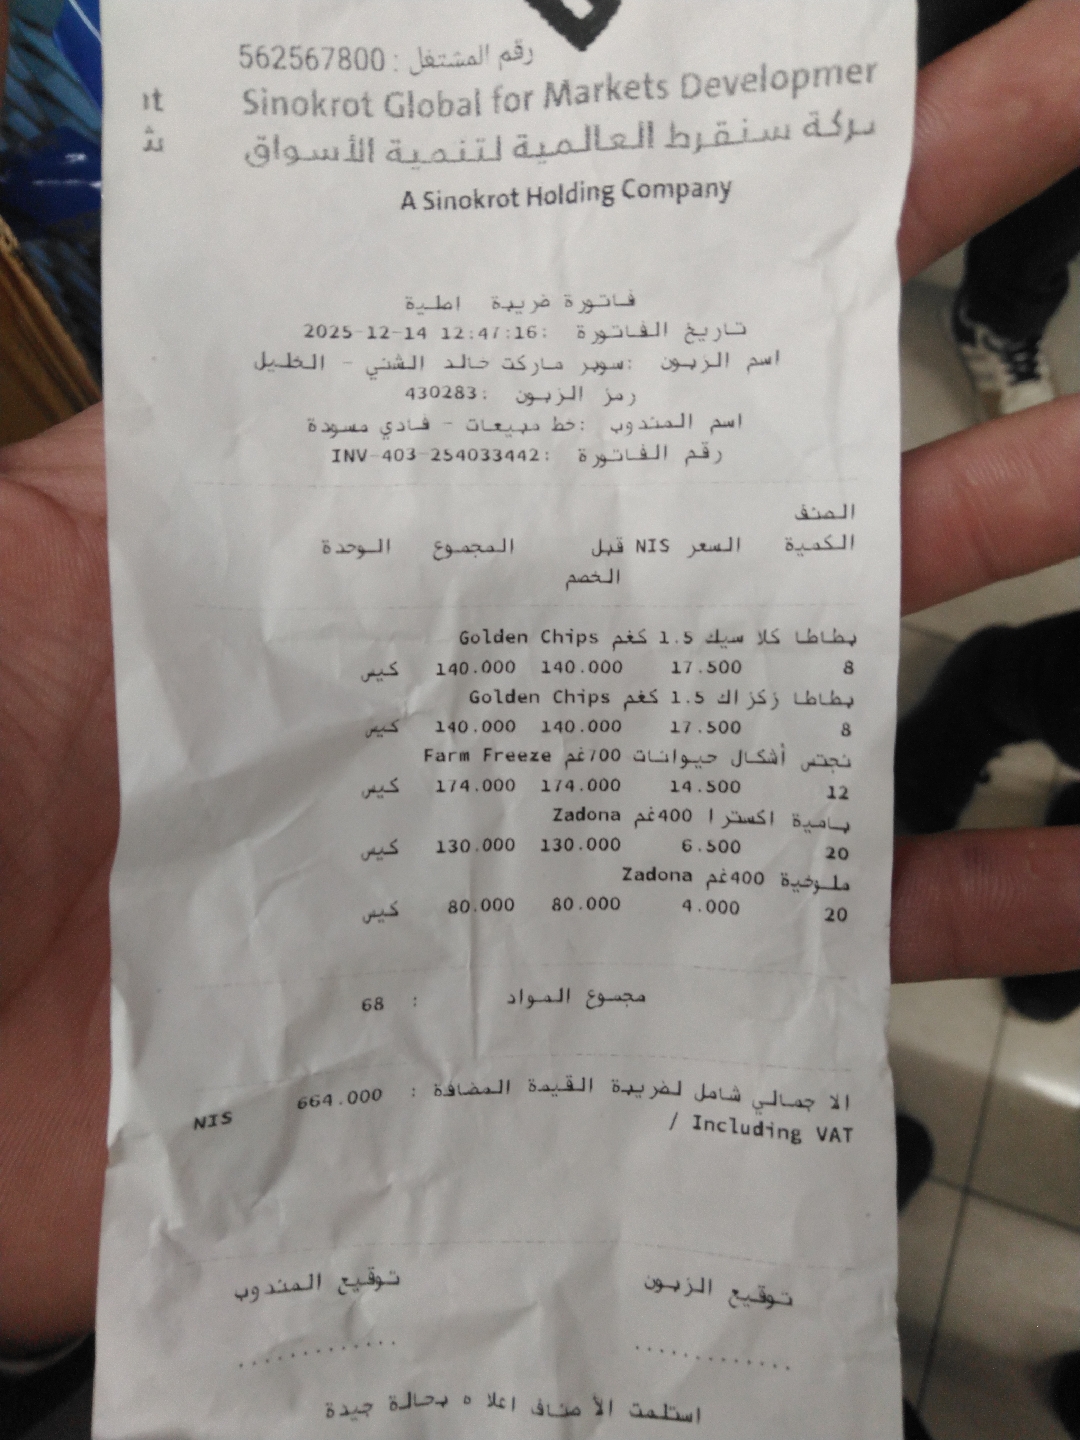 رقم المشتغل : 562567800
Sinokrot Global for Markets Developmer
nt
شركة سنقرط العالمية لتنمية الأسواق
A Sinokrot Holding Company
فاتورة ضريبة اصلية
تاريخ الفاتورة :2025-12-14 12:47:16
اسم الزبون :سوبر ماركت خالد الشني - الخليل
رمز الزبون :430283
اسم المندوب :خط مبيعات - فادي مسودة
رقم الفاتورة :INV-403-254033442
الصنف
الكمية السعر NIS قبل المجموع الوحدة
الخصم
بطاطا كلاسيك 1.5 كغم Golden Chips
8 17.500 140.000 140.000 كيس
بطاطا زكزاك 1.5 كغم Golden Chips
8 17.500 140.000 140.000 كيس
نجتس أشكال حيوانات 700غم Farm Freeze
12 14.500 174.000 174.000 كيس
بامية اكسترا 400غم Zadona
20 6.500 130.000 130.000 كيس
ملوخية 400غم Zadona
20 4.000 80.000 80.000 كيس
مجموع المواد : 68
الاجمالي شامل لضريبة القيمة المضافة : 664.000 NIS
/ Including VAT
توقيع الزبون توقيع المندوب
............. .............
استلمت الأصناف اعلاه بحالة جيدة